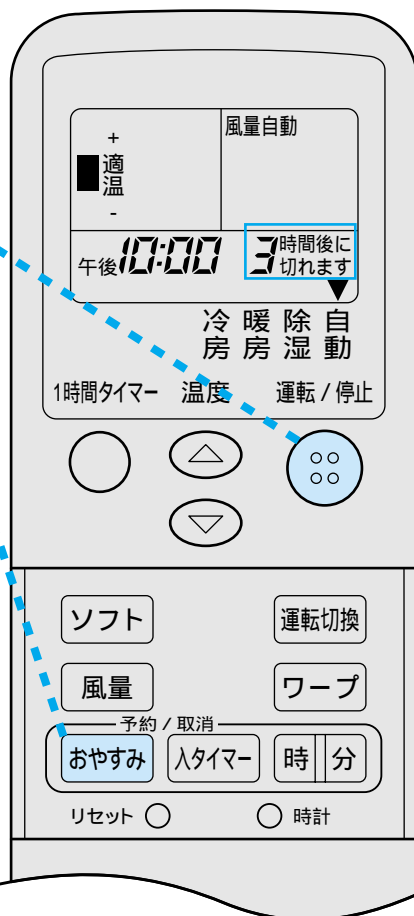 +
適温
-
風量自動
午後10:00
3時間後に
切れます
冷房 暖房 除湿 自動
1時間タイマー 温度 運転 / 停止
ソフト 運転切換
風量 ワープ
予約 / 取消
おやすみ 入タイマー 時 分
リセット 時計